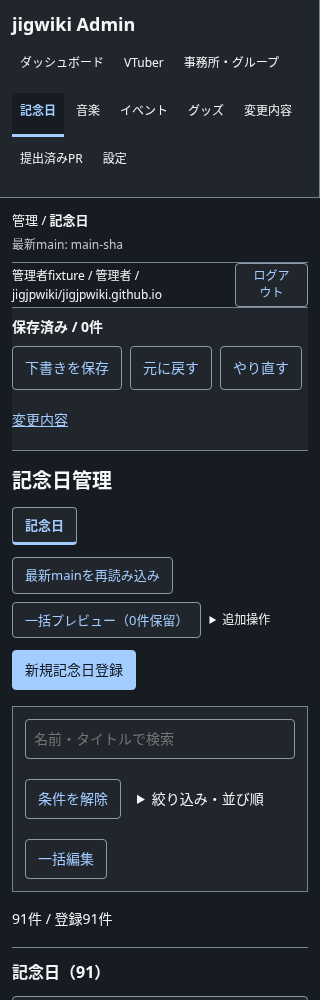 jigwiki Admin
ダッシュボード VTuber 事務所・グループ
記念日 音楽 イベント グッズ 変更内容
提出済みPR 設定
管理 / 記念日
最新main: main-sha
管理者fixture / 管理者 /
jigjpwiki/jigjpwiki.github.io
ログア
ウト
保存済み / 0件
下書きを保存 元に戻す やり直す
変更内容
記念日管理
記念日
最新mainを再読み込み
一括プレビュー（0件保留） ▶ 追加操作
新規記念日登録
名前・タイトルで検索
条件を解除 ▶ 絞り込み・並び順
一括編集
91件 / 登録91件
記念日（91）